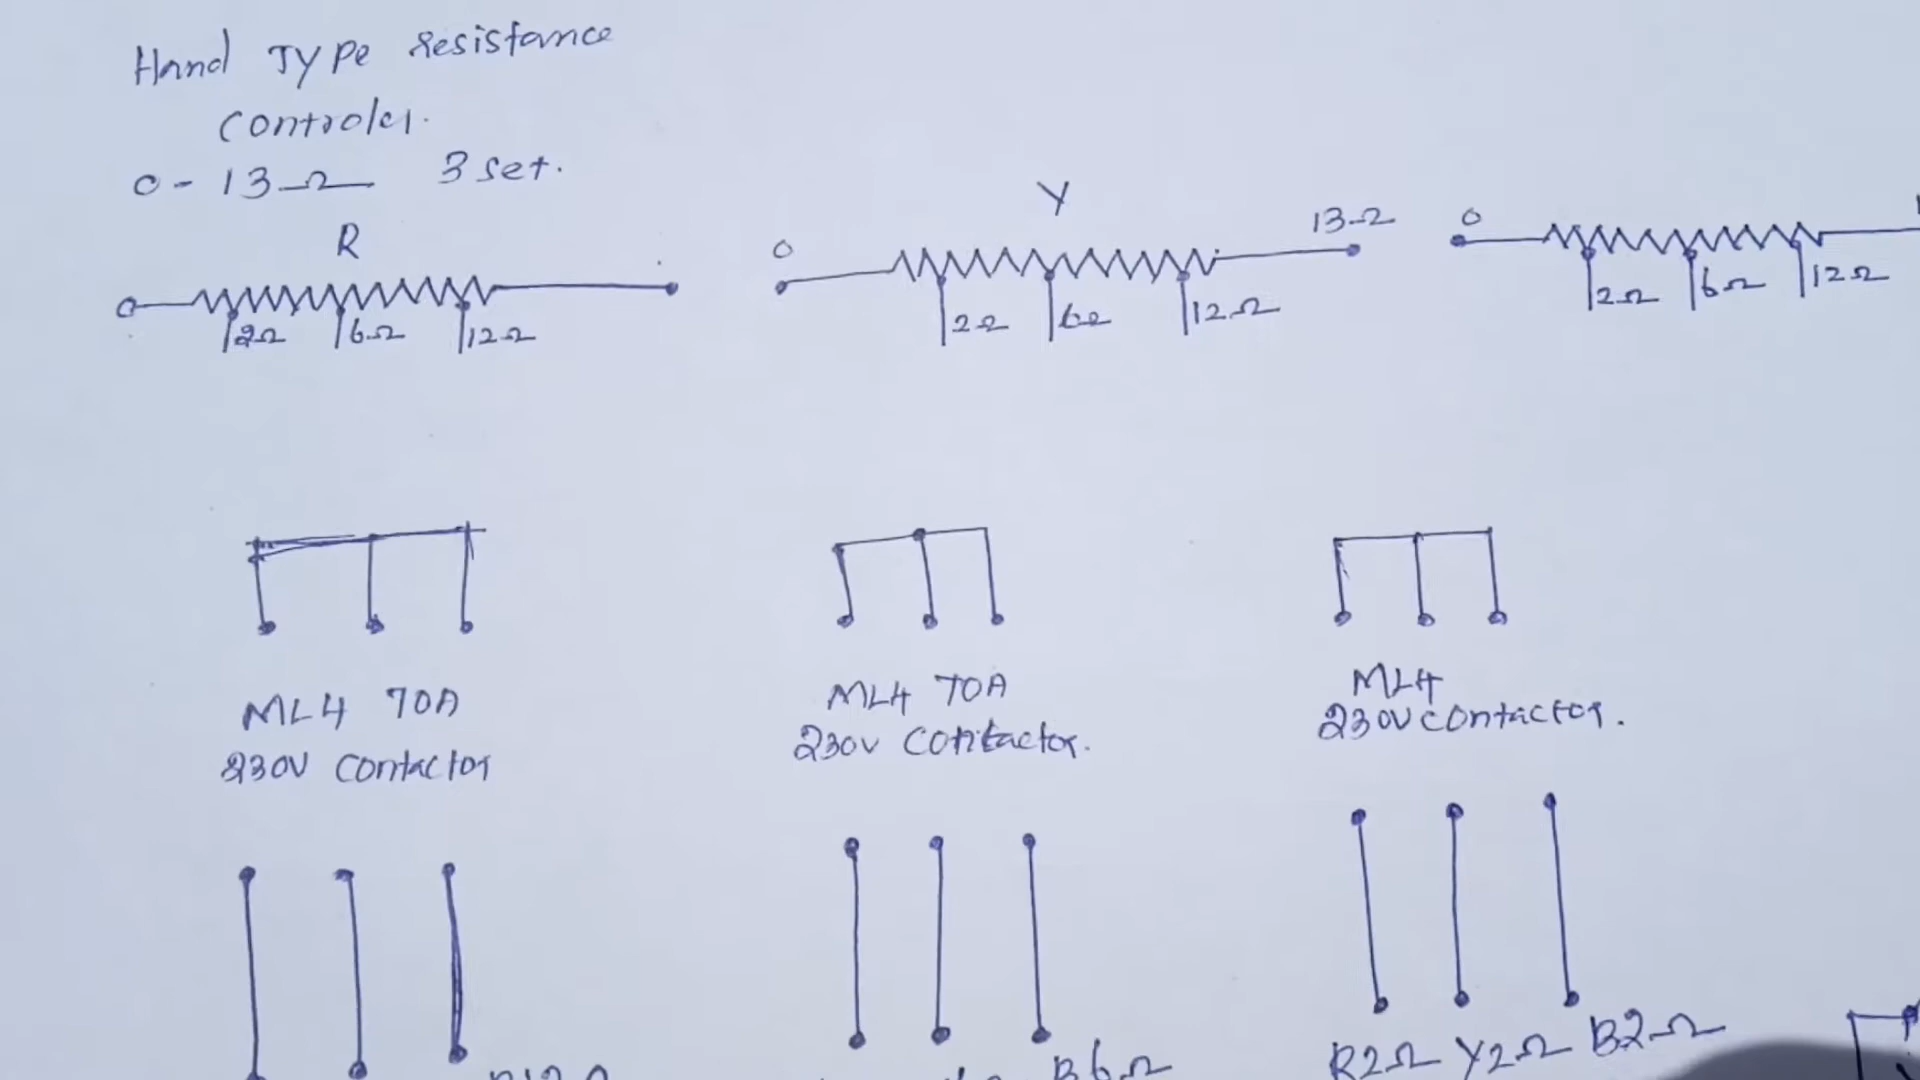 Hand Type resistance
Controler.
0 - 13Ω 3 set.
R
2Ω 6Ω 12Ω
Y
0 13Ω
2Ω 6Ω 12Ω
0
2Ω 6Ω 12Ω
ML4 70A
230V Contactor
ML4 70A
230V Contactor.
ML4
230V Contactor.
B6Ω
R2Ω Y2Ω B2Ω